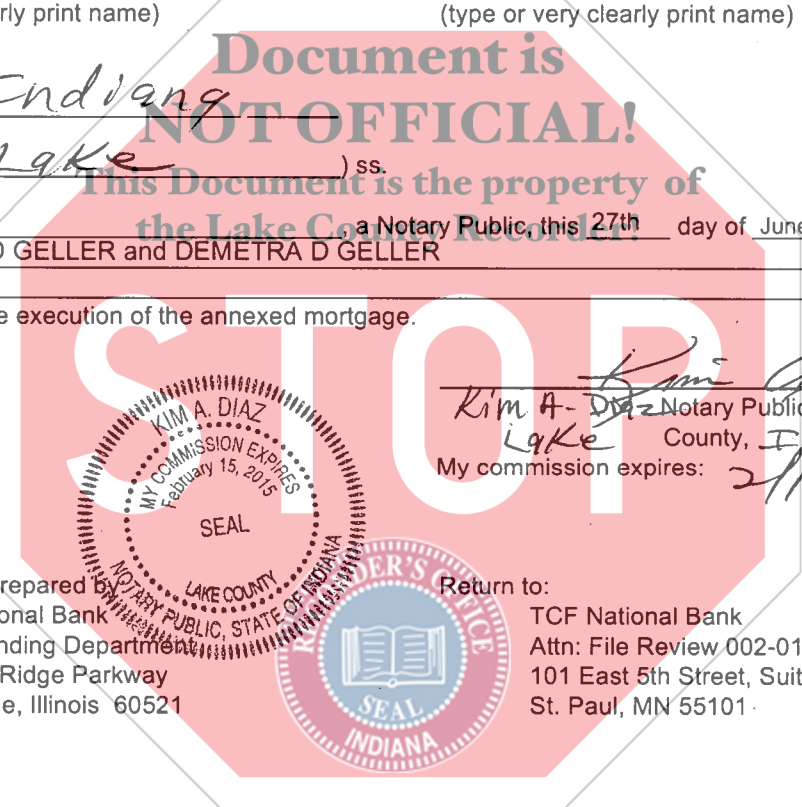 rly print name) (type or very clearly print name)
Document is
Indiana
NOT OFFICIAL!
Lake ) ss.
This Document is the property of
the Lake County Recorder!
, a Notary Public, this 27th day of June
D GELLER and DEMETRA D GELLER
e execution of the annexed mortgage.
STOP
Kim
Kim A. Diaz Notary Public
Lake County, I
My commission expires: 2/1
KIM A. DIAZ
MY COMMISSION EXPIRES
February 15, 2015
SEAL
LAKE COUNTY
NOTARY PUBLIC, STATE OF INDIANA
repared by
onal Bank
nding Department
Ridge Parkway
e, Illinois 60521
RECORDER'S OFFICE
SEAL
INDIANA
Return to:
TCF National Bank
Attn: File Review 002-01
101 East 5th Street, Suit
St. Paul, MN 55101